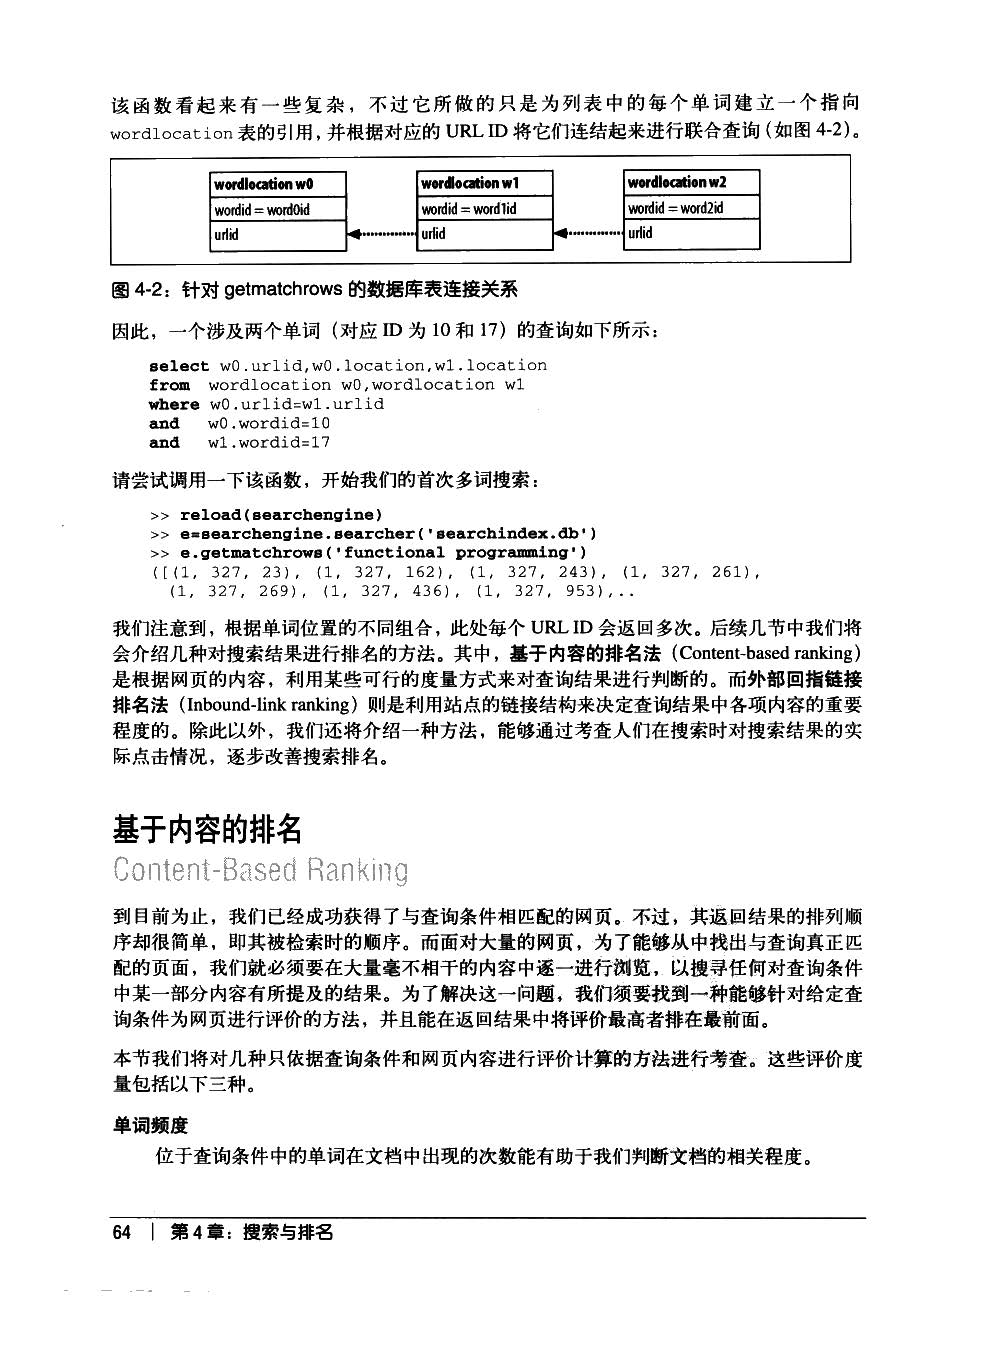 该函数看起来有一些复杂，不过它所做的只是为列表中的每个单词建立一个指向
wordlocation 表的引用，并根据对应的 URL ID 将它们连结起来进行联合查询（如图 4-2）。
wordlocation w0
wordid = word0id
urlid
wordlocation w1
wordid = word1id
urlid
wordlocation w2
wordid = word2id
urlid
图 4-2：针对 getmatchrows 的数据库表连接关系
因此，一个涉及两个单词（对应 ID 为 10 和 17）的查询如下所示：
select w0.urlid,w0.location,w1.location
from wordlocation w0,wordlocation w1
where w0.urlid=w1.urlid
and w0.wordid=10
and w1.wordid=17
请尝试调用一下该函数，开始我们的首次多词搜索：
>> reload(searchengine)
>> e=searchengine.searcher('searchindex.db')
>> e.getmatchrows('functional programming')
([(1, 327, 23), (1, 327, 162), (1, 327, 243), (1, 327, 261),
(1, 327, 269), (1, 327, 436), (1, 327, 953),..
我们注意到，根据单词位置的不同组合，此处每个 URL ID 会返回多次。后续几节中我们将
会介绍几种对搜索结果进行排名的方法。其中，基于内容的排名法（Content-based ranking）
是根据网页的内容，利用某些可行的度量方式来对查询结果进行判断的。而外部回指链接
排名法（Inbound-link ranking）则是利用站点的链接结构来决定查询结果中各项内容的重要
程度的。除此以外，我们还将介绍一种方法，能够通过考查人们在搜索时对搜索结果的实
际点击情况，逐步改善搜索排名。
基于内容的排名
Content-Based Ranking
到目前为止，我们已经成功获得了与查询条件相匹配的网页。不过，其返回结果的排列顺
序却很简单，即其被检索时的顺序。而面对大量的网页，为了能够从中找出与查询真正匹
配的页面，我们就必须要在大量毫不相干的内容中逐一进行浏览，以搜寻任何对查询条件
中某一部分内容有所提及的结果。为了解决这一问题，我们须要找到一种能够针对给定查
询条件为网页进行评价的方法，并且能在返回结果中将评价最高者排在最前面。
本节我们将对几种只依据查询条件和网页内容进行评价计算的方法进行考查。这些评价度
量包括以下三种。
单词频度
位于查询条件中的单词在文档中出现的次数能有助于我们判断文档的相关程度。
64 | 第 4 章：搜索与排名